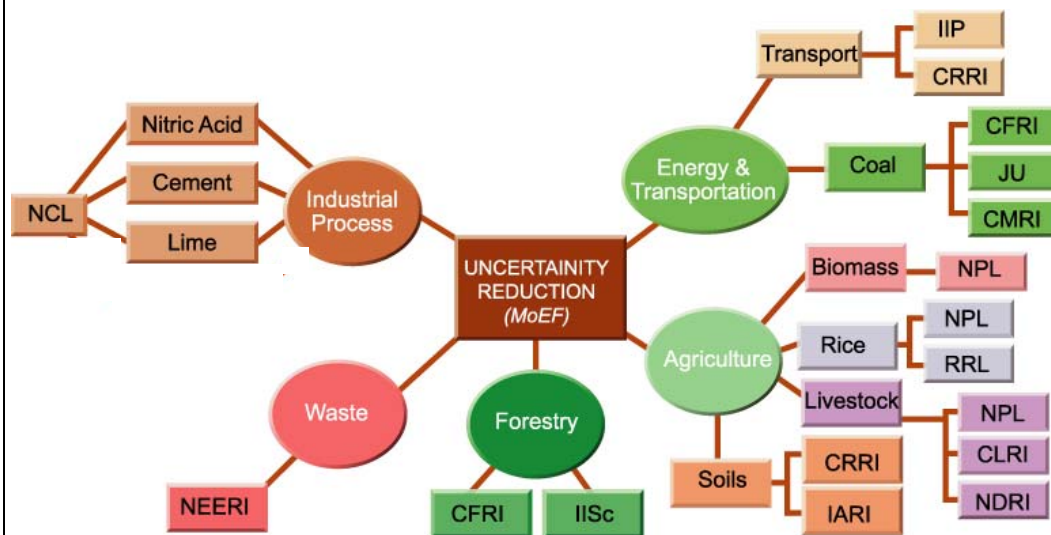 IIP
Transport
CRRI
Nitric Acid
CFRI
Energy &
Transportation
Coal
JU
Cement
Industrial
Process
NCL
CMRI
Lime
UNCERTAINITY
REDUCTION
(MoEF)
Biomass
NPL
NPL
Rice
Agriculture
RRL
Livestock
NPL
Waste
Forestry
CLRI
CRRI
Soils
NDRI
NEERI
CFRI
IISc
IARI